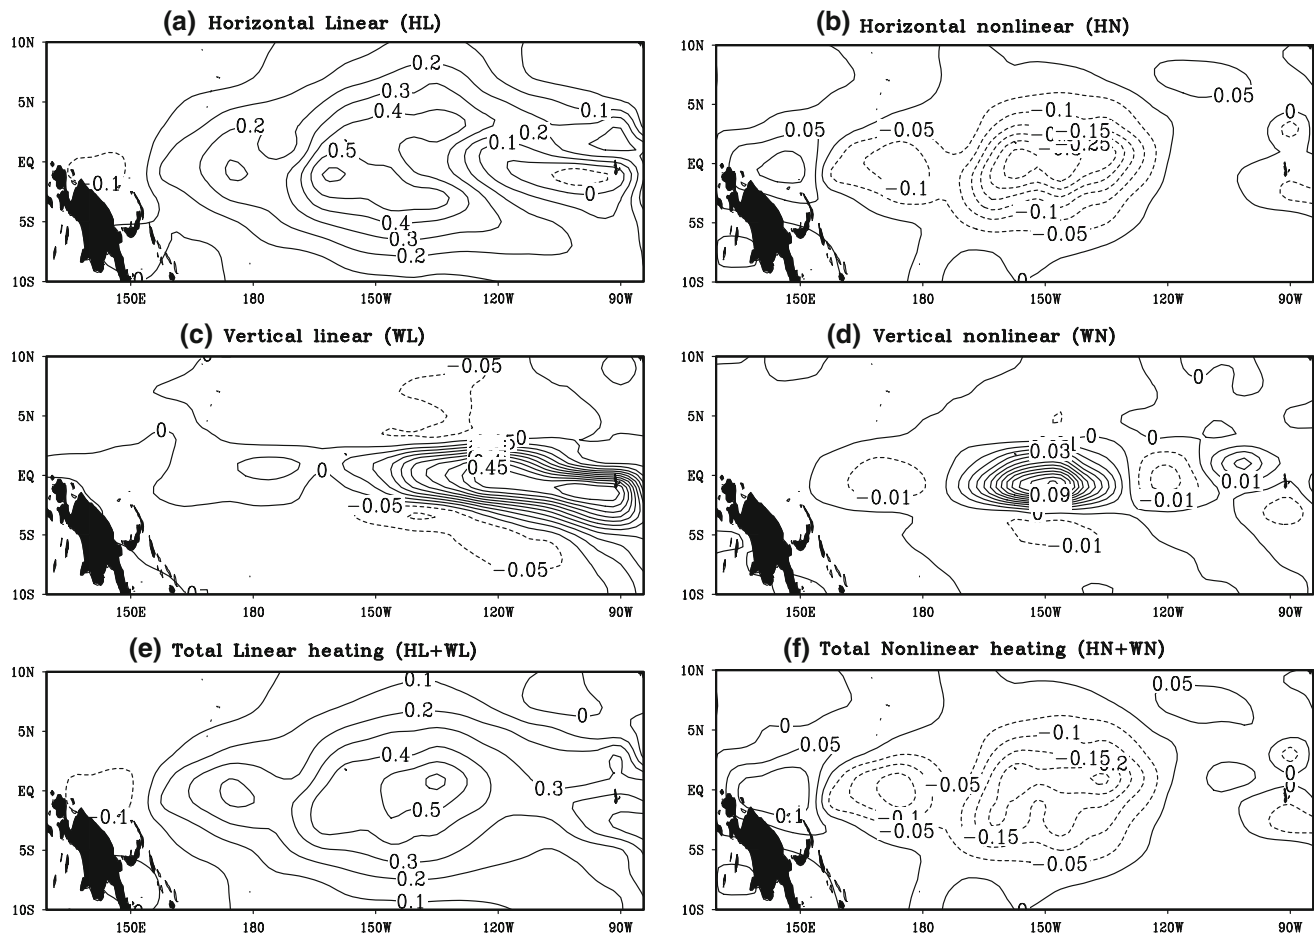 (a) Horizontal Linear (HL)
10N
5N
EQ
5S
10S
150E 180 150W 120W 90W
0.2
0.3
0.4
0.1
0.2
0.2
0.1
0.5
-0.1
0
0.4
0.3
0.2
0
(b) Horizontal nonlinear (HN)
10N
5N
EQ
5S
10S
150E 180 150W 120W 90W
0.05
-0.1
0
0.05
-0.05
-0.15
-0.1
-0.1
-0.05
0
(c) Vertical linear (WL)
10N
5N
EQ
5S
10S
150E 180 150W 120W 90W
0
-0.05
0
0
0
0.45
-0.05
-0.05
(d) Vertical nonlinear (WN)
10N
5N
EQ
5S
10S
150E 180 150W 120W 90W
0
0
0
0.03
0.01
-0.01
0.09
-0.01
0
-0.01
(e) Total Linear heating (HL+WL)
10N
5N
EQ
5S
10S
150E 180 150W 120W 90W
0.1
0.2
0
0.4
0.3
0.5
-0.1
0.3
0.2
0.1
(f) Total Nonlinear heating (HN+WN)
10N
5N
EQ
5S
10S
150E 180 150W 120W 90W
0.05
0
-0.1
0.05
-0.15
0
0
-0.05
0.1
-0.1
-0.05
-0.15
-0.05
0